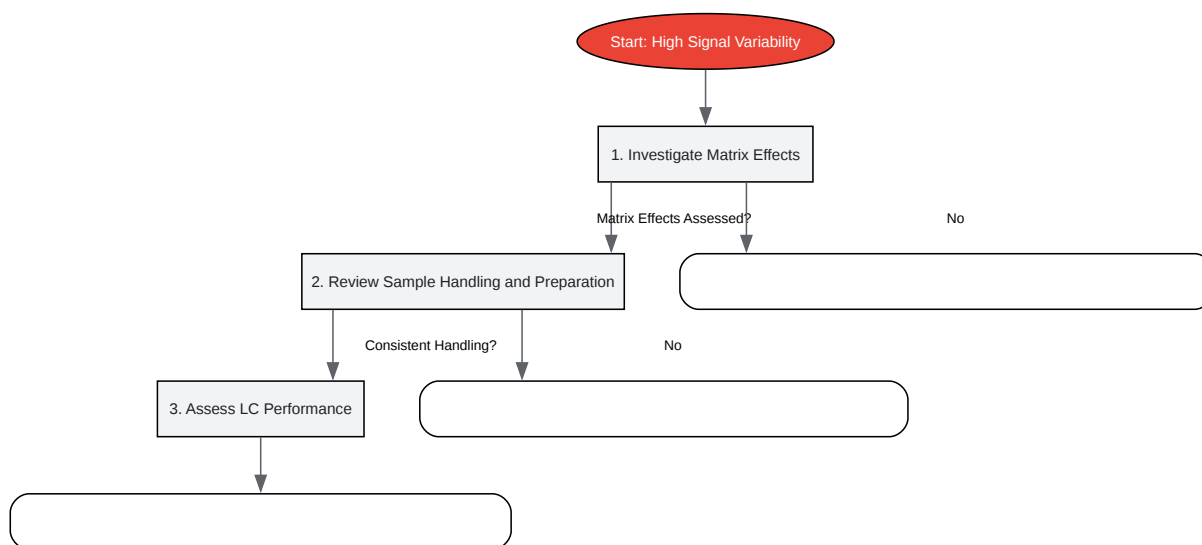 Start: High Signal Variability
1. Investigate Matrix Effects
Matrix Effects Assessed?
No
2. Review Sample Handling and Preparation
Consistent Handling?
No
3. Assess LC Performance